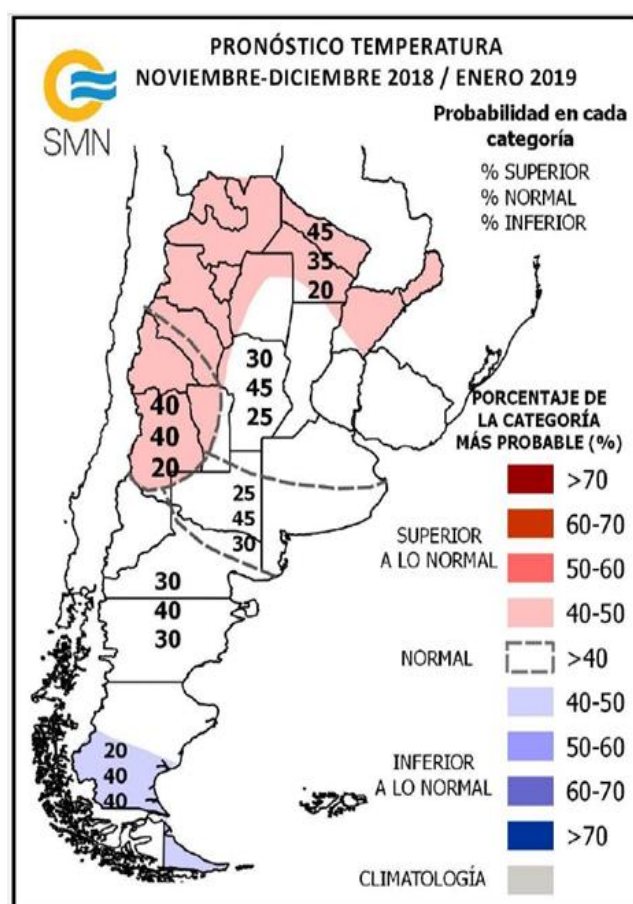 PRONÓSTICO TEMPERATURA
NOVIEMBRE-DICIEMBRE 2018 / ENERO 2019
SMN
Probabilidad en cada
categoría
% SUPERIOR
% NORMAL
% INFERIOR
45
35
20
30
45
25
40
40
20
25
45
30
30
40
30
20
40
40
PORCENTAJE DE
LA CATEGORÍA
MÁS PROBABLE (%)
SUPERIOR
A LO NORMAL
>70
60-70
50-60
40-50
NORMAL
>40
INFERIOR
A LO NORMAL
40-50
50-60
60-70
>70
CLIMATOLOGÍA